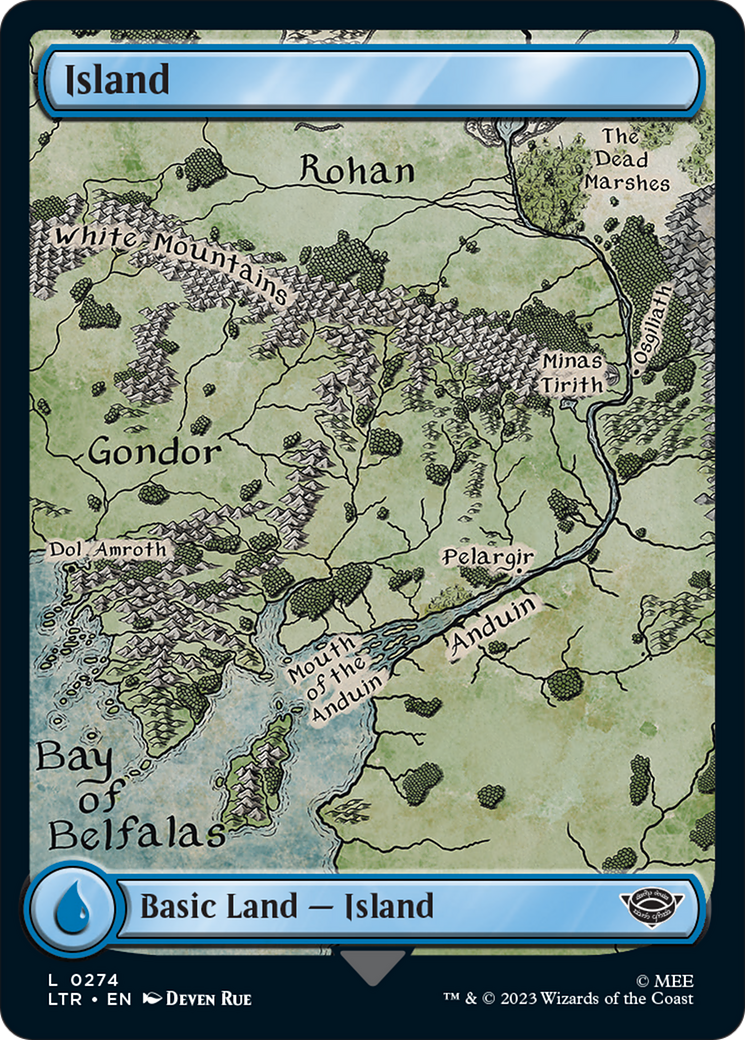 Island
The
Dead
Marshes
Rohan
White Mountains
Osgiliath
Minas
Tirith
Gondor
Dol Amroth
Pelargir
Anduin
Mouth
of the
Anduin
Bay
of
Belfalas
Basic Land — Island
L 0274
LTR • EN Deven Rue
© MEE
™ & © 2023 Wizards of the Coast